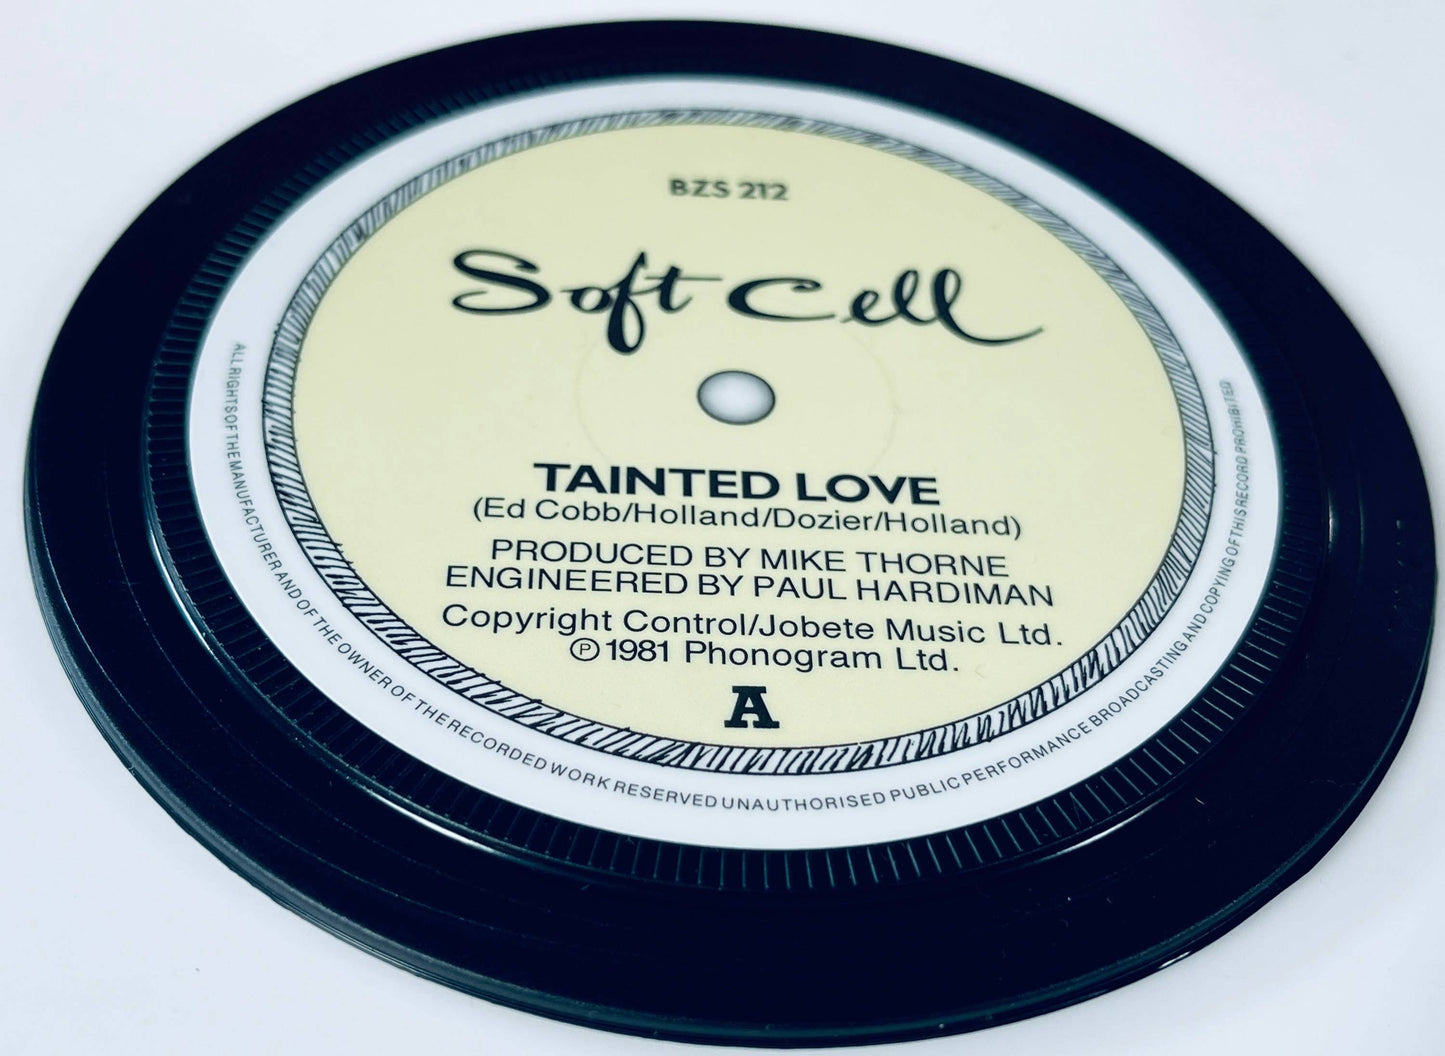 BZS 212
Soft Cell
TAINTED LOVE
(Ed Cobb/Holland/Dozier/Holland)
PRODUCED BY MIKE THORNE
ENGINEERED BY PAUL HARDIMAN
Copyright Control/Jobete Music Ltd.
Ⓟ 1981 Phonogram Ltd.
A
ALL RIGHTS OF THE MANUFACTURER AND OF THE OWNER OF THE RECORDED WORK RESERVED UNAUTHORISED PUBLIC PERFORMANCE BROADCASTING AND COPYING OF THIS RECORD PROHIBITED